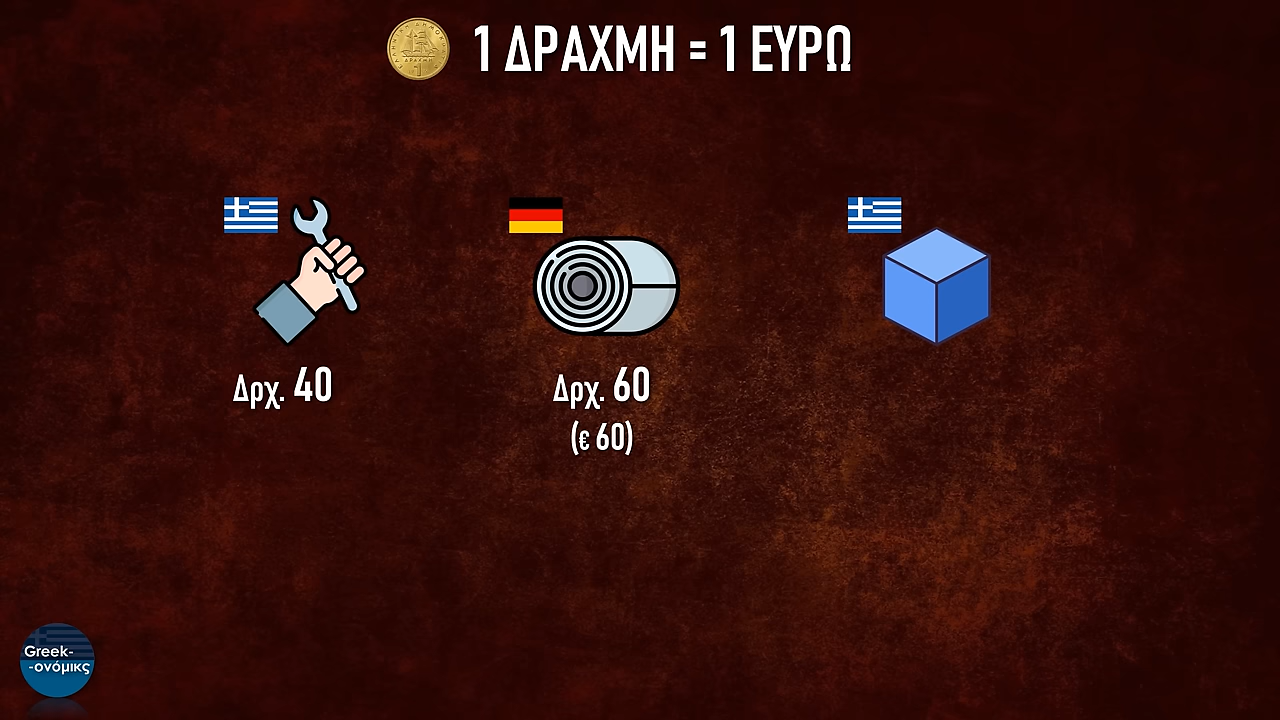 1 ΔΡΑΧΜΗ = 1 ΕΥΡΩ
Δρχ. 40
Δρχ. 60
(€ 60)
Greek-
-ονόμικς